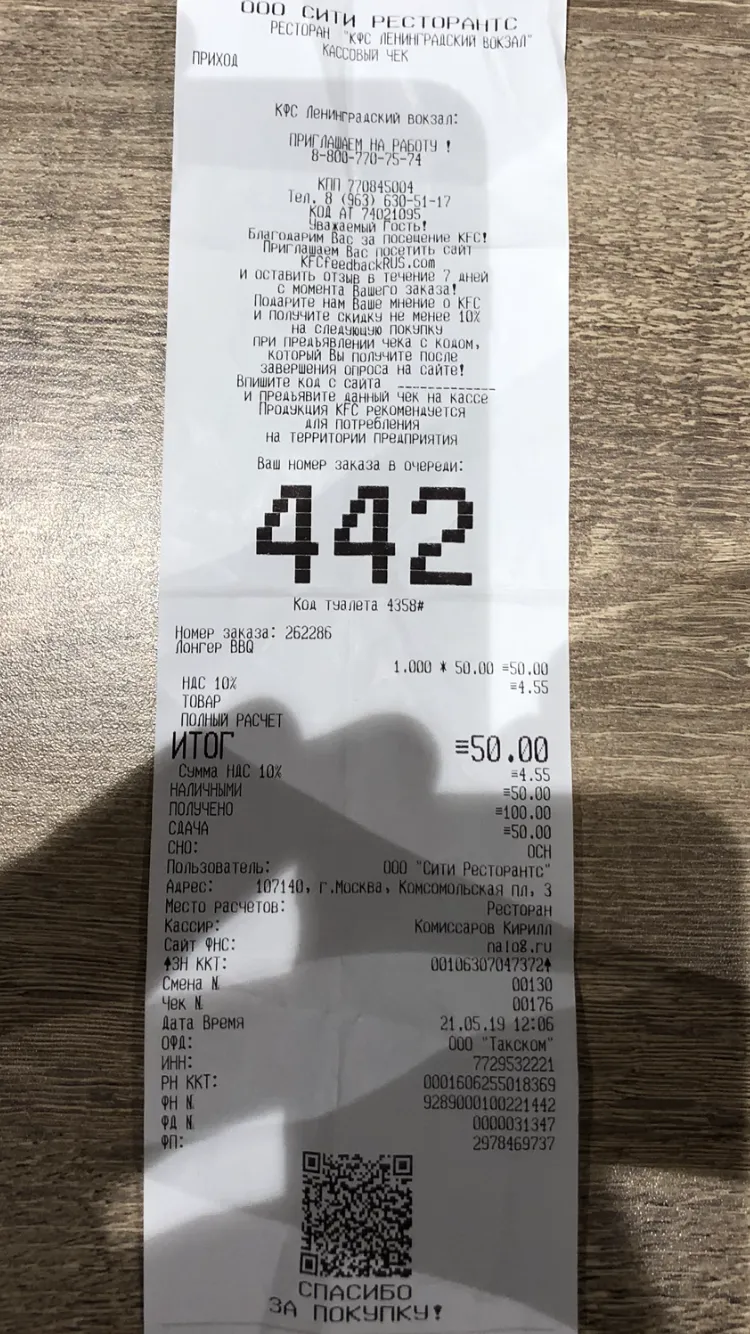 ООО СИТИ РЕСТОРАНТС
РЕСТОРАН "КФС ЛЕНИНГРАДСКИЙ ВОКЗАЛ"
КАССОВЫЙ ЧЕК
ПРИХОД
КФС Ленинградский вокзал:
ПРИГЛАШАЕМ НА РАБОТУ !
8-800-770-75-74
КПП 770845004
Тел. 8 (963) 630-51-17
КОД АТ 74021095
Уважаемый Гость!
Благодарим Вас за посещение KFC!
Приглашаем Вас посетить сайт
KFCfeedbackRUS.com
и оставить отзыв в течение 7 дней
с момента Вашего заказа!
Подарите нам Ваше мнение о KFC
и получите скидку не менее 10%
на следующую покупку
при предъявлении чека с кодом,
который Вы получите после
завершения опроса на сайте!
Впишите код с сайта _____________
и предъявите данный чек на кассе
Продукция KFC рекомендуется
для потребления
на территории предприятия
Ваш номер заказа в очереди:
442
Код туалета 4358#
Номер заказа: 262286
Лонгер BBQ
1.000 * 50.00 =50.00
НДС 10% =4.55
ТОВАР
ПОЛНЫЙ РАСЧЕТ
ИТОГ =50.00
Сумма НДС 10% =4.55
НАЛИЧНЫМИ =50.00
ПОЛУЧЕНО =100.00
СДАЧА =50.00
СНО: ОСН
Пользователь: ООО "Сити Ресторантс"
Адрес: 107140, г.Москва, Комсомольская пл, 3
Место расчетов: Ресторан
Кассир: Комиссаров Кирилл
Сайт ФНС: nalog.ru
↑ЗН ККТ: 00106307047372↑
Смена № 00130
Чек № 00176
Дата Время 21.05.19 12:06
ОФД: ООО "Такском"
ИНН: 7729532221
РН ККТ: 0001606255018369
ФН № 9289000100221442
ФД № 0000031347
ФП: 2978469737
СПАСИБО
ЗА ПОКУПКУ!